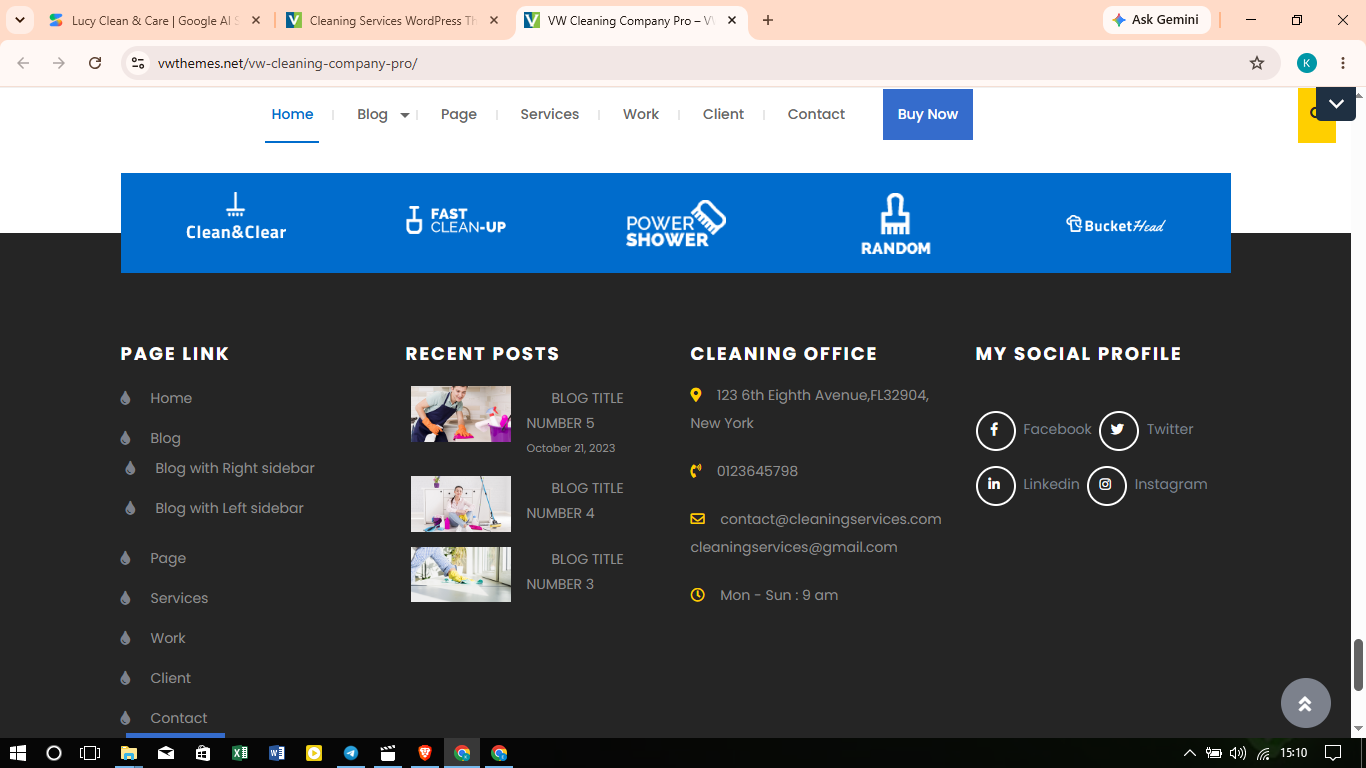 Lucy Clean & Care | Google AI S
Cleaning Services WordPress Th
VW Cleaning Company Pro – VW
Ask Gemini
vwthemes.net/vw-cleaning-company-pro/
K
Home
Blog
Page
Services
Work
Client
Contact
Buy Now
Clean&Clear
FAST
CLEAN-UP
POWER
SHOWER
RANDOM
BucketHead
PAGE LINK
Home
Blog
Blog with Right sidebar
Blog with Left sidebar
Page
Services
Work
Client
Contact
RECENT POSTS
BLOG TITLE
NUMBER 5
October 21, 2023
BLOG TITLE
NUMBER 4
BLOG TITLE
NUMBER 3
CLEANING OFFICE
123 6th Eighth Avenue,FL32904,
New York
0123645798
contact@cleaningservices.com
cleaningservices@gmail.com
Mon - Sun : 9 am
MY SOCIAL PROFILE
Facebook
Twitter
Linkedin
Instagram
15:10